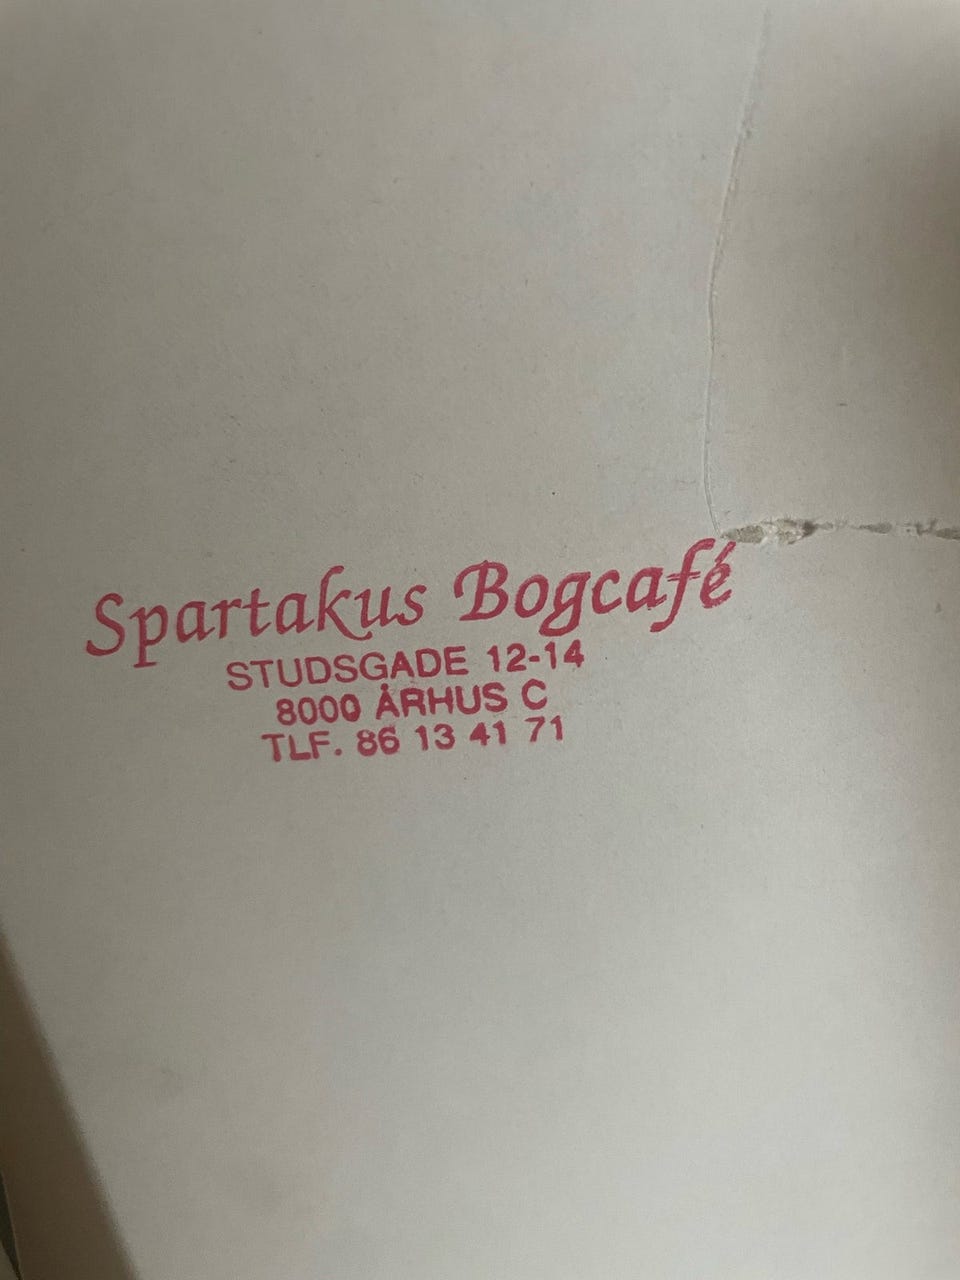 Spartakus Bogcafé
STUDSGADE 12-14
8000 ÅRHUS C
TLF. 86 13 41 71